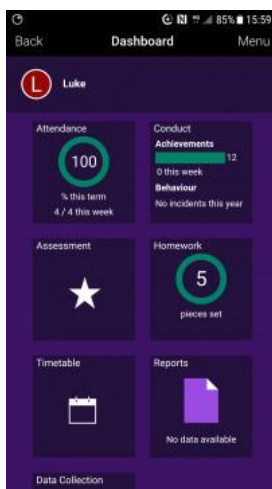 85% 15:59
Back Dashboard Menu
L Luke
Attendance
100
% this term
4 / 4 this week
Conduct
Achievements
12
0 this week
Behaviour
No incidents this year
Assessment
Homework
5
pieces set
Timetable
Reports
No data available
Data Collection